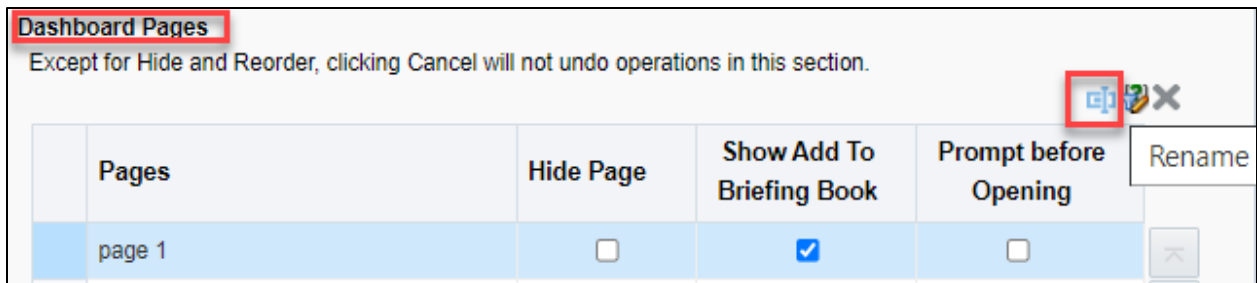 Dashboard Pages
Except for Hide and Reorder, clicking Cancel will not undo operations in this section.
Rename
Pages
Hide Page
Show Add To
Briefing Book
Prompt before
Opening
page 1